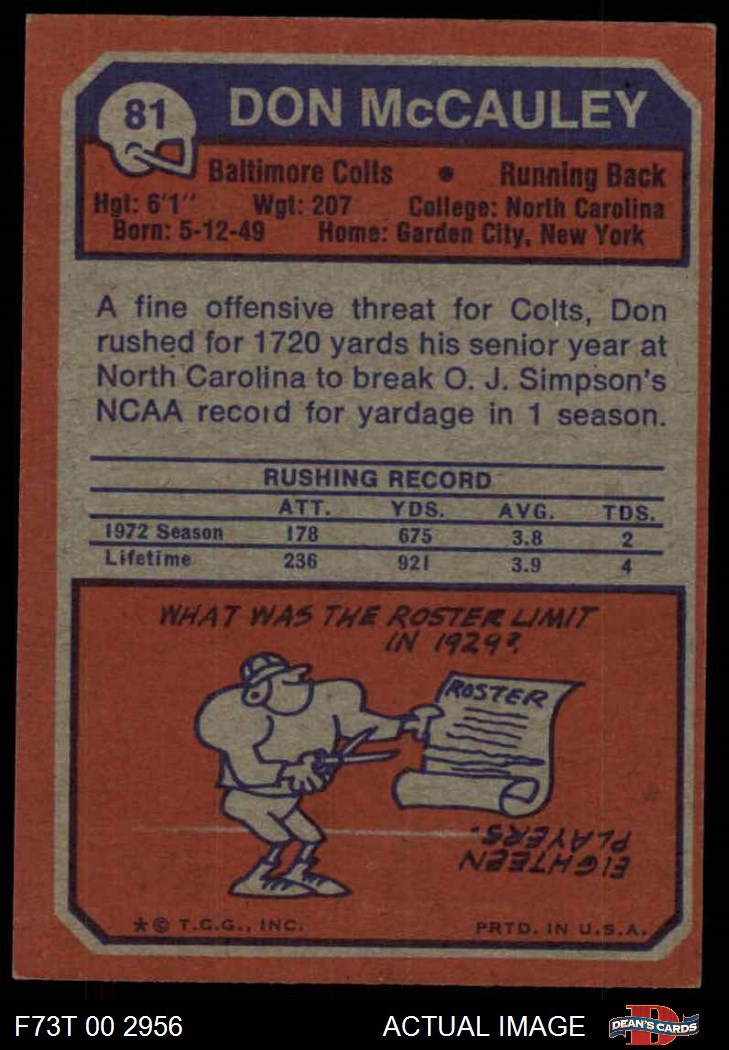 81
DON McCAULEY
Baltimore Colts • Running Back
Hgt: 6'1" Wgt: 207 College: North Carolina
Born: 5-12-49 Home: Garden City, New York
A fine offensive threat for Colts, Don
rushed for 1720 yards his senior year at
North Carolina to break O. J. Simpson's
NCAA record for yardage in 1 season.
RUSHING RECORD
ATT. YDS. AVG. TDS.
1972 Season 178 675 3.8 2
Lifetime 236 921 3.9 4
WHAT WAS THE ROSTER LIMIT
IN 1929?
ROSTER
EIGHTEEN
PLAYERS.
*© T.C.G., INC. PRTD. IN U.S.A.
F73T 00 2956 ACTUAL IMAGE
D
DEAN'S CARDS